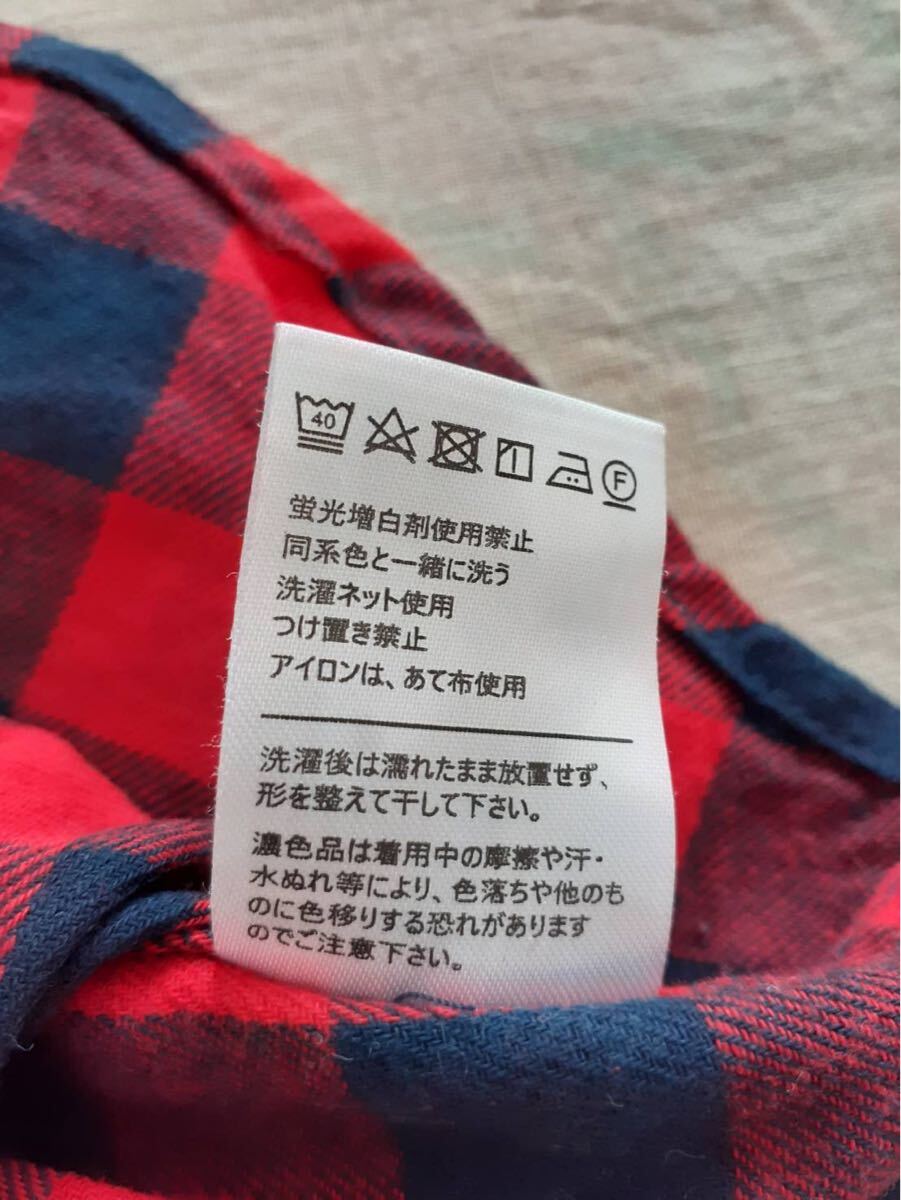 40 F
蛍光増白剤使用禁止
同系色と一緒に洗う
洗濯ネット使用
つけ置き禁止
アイロンは、あて布使用
洗濯後は濡れたまま放置せず、
形を整えて干して下さい。
濃色品は着用中の摩擦や汗・
水ぬれ等により、色落ちや他のも
のに色移りする恐れがあります
のでご注意下さい。